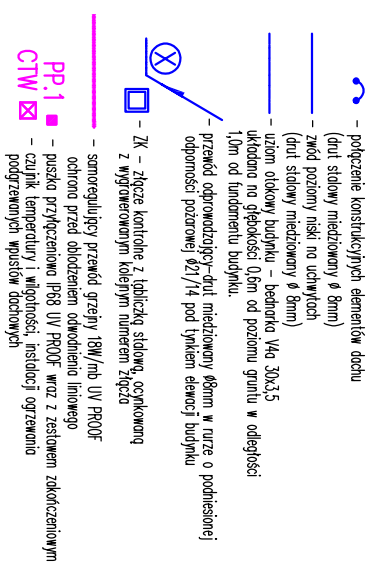 - połączenie konstrukcyjnych elementów dachu
(drut stalowy miedziowany ø 8mm)
- zwód poziomy niski na uchwytach
(drut stalowy miedziowany ø 8mm)
- uziom otokowy budynku - bednarka V4a 30x3,5
układana na głębokości 0,6m od poziomu gruntu w odległości
1,0m od fundamentu budynku.
- przewód odprowadzający-drut miedziowany Ø8mm w rurze o podniesionej
odporności pożarowej Ø21/14 pod tynkiem elewacji budynku
X
- ZK - złącze kontrolne z tabliczką stalową, ocynkowaną
z wygrawerowanym kolejnym numerem złącza
- samoregulujący przewód grzejny 18W/mb UV PROOF
ochrona przed oblodzeniem odwodnienia liniowego
PP.1 - puszka przyłączeniowa IP68 UV PROOF wraz z zestawem zakończeniowym
CTW - czujnik temperatury i wilgotności, instalacji ogrzewania
podgrzewanych wpustów dachowych